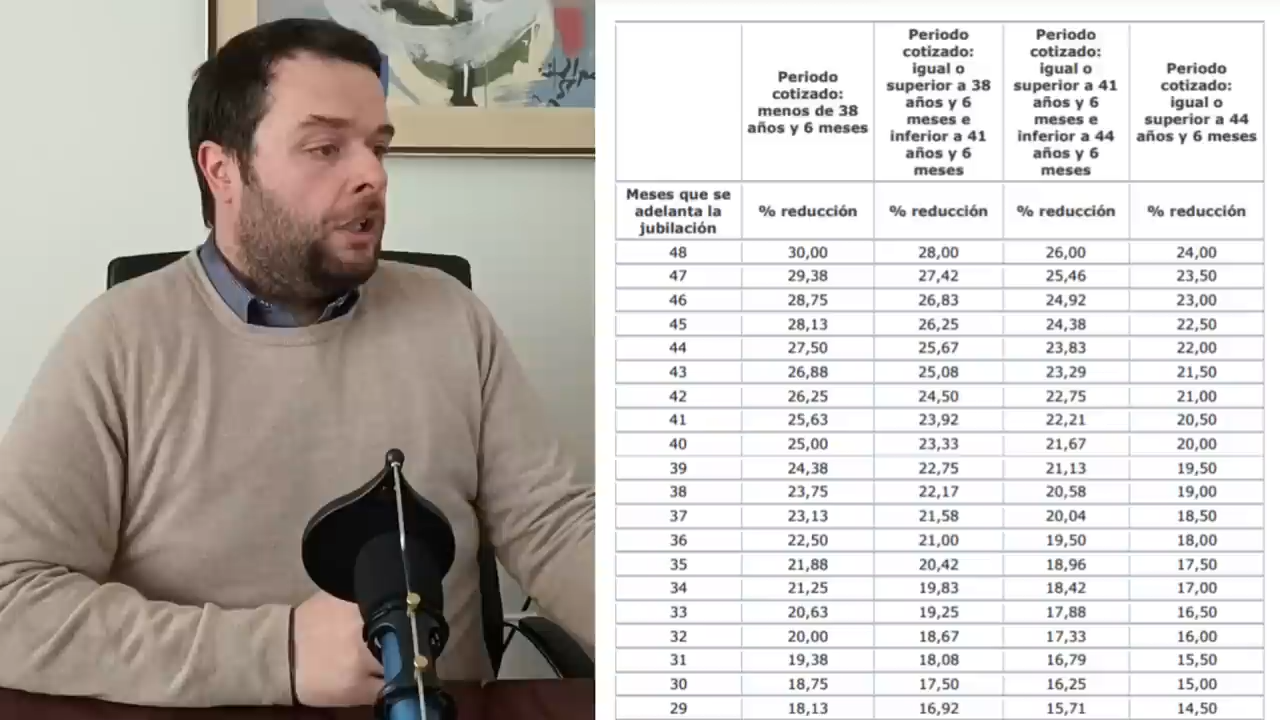 Periodo cotizado: menos de 38 años y 6 meses
Periodo cotizado: igual o superior a 38 años y 6 meses e inferior a 41 años y 6 meses
Periodo cotizado: igual o superior a 41 años y 6 meses e inferior a 44 años y 6 meses
Periodo cotizado: igual o superior a 44 años y 6 meses
Meses que se adelanta la jubilación % reducción % reducción % reducción % reducción
48 30,00 28,00 26,00 24,00
47 29,38 27,42 25,46 23,50
46 28,75 26,83 24,92 23,00
45 28,13 26,25 24,38 22,50
44 27,50 25,67 23,83 22,00
43 26,88 25,08 23,29 21,50
42 26,25 24,50 22,75 21,00
41 25,63 23,92 22,21 20,50
40 25,00 23,33 21,67 20,00
39 24,38 22,75 21,13 19,50
38 23,75 22,17 20,58 19,00
37 23,13 21,58 20,04 18,50
36 22,50 21,00 19,50 18,00
35 21,88 20,42 18,96 17,50
34 21,25 19,83 18,42 17,00
33 20,63 19,25 17,88 16,50
32 20,00 18,67 17,33 16,00
31 19,38 18,08 16,79 15,50
30 18,75 17,50 16,25 15,00
29 18,13 16,92 15,71 14,50